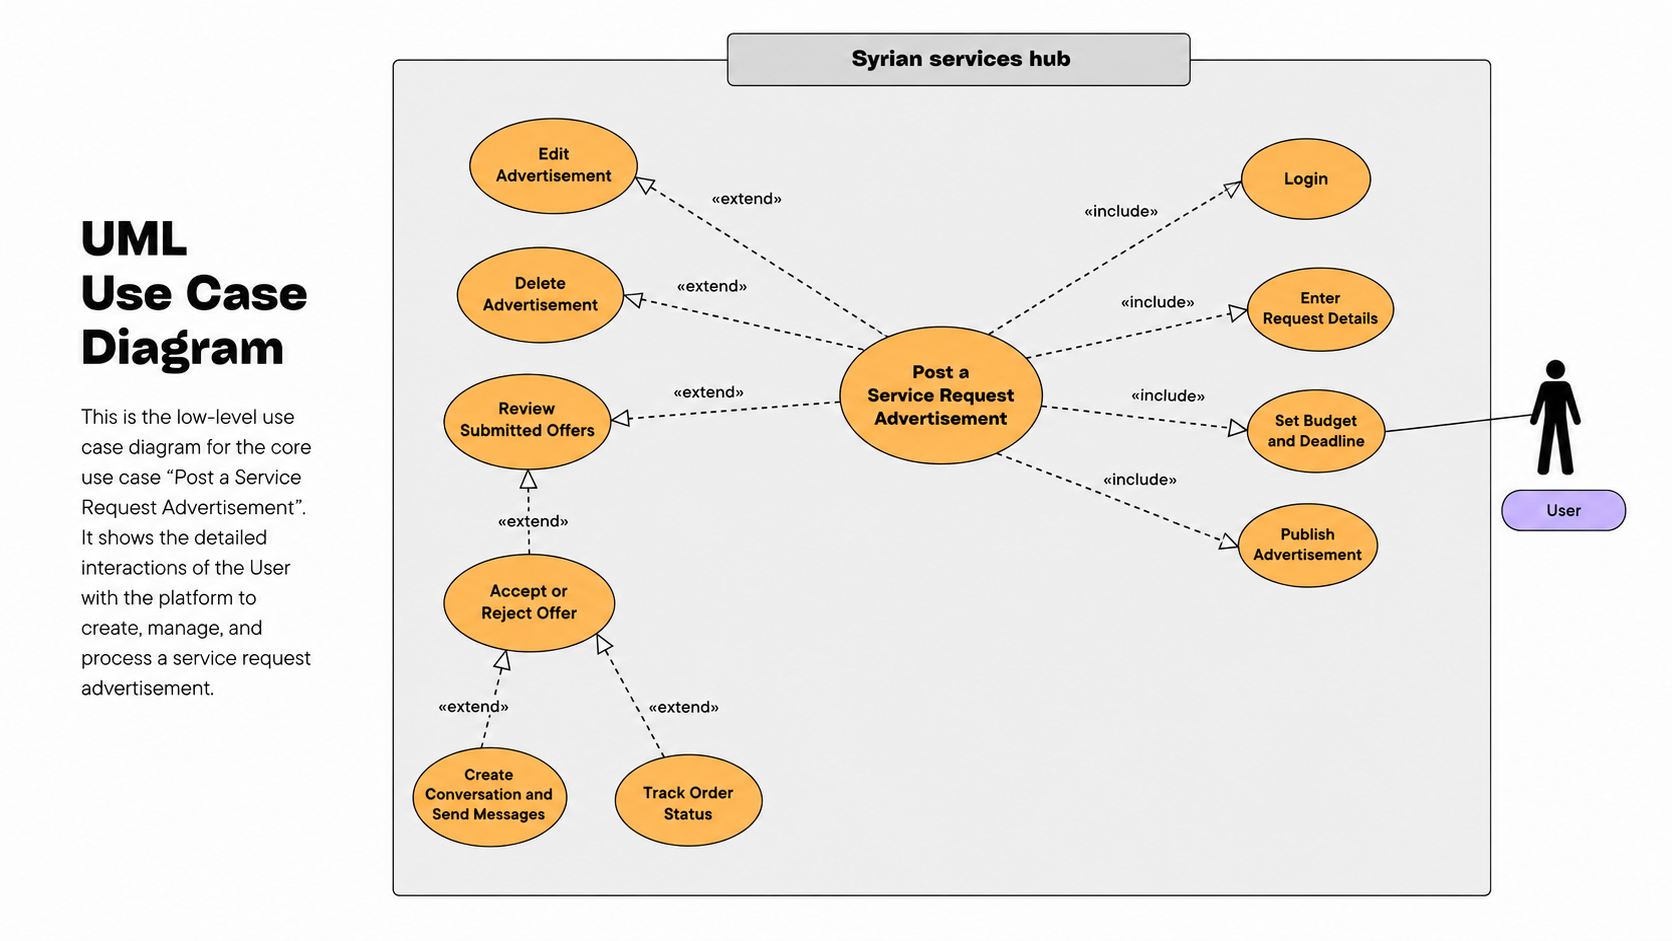 Syrian services hub
UML
Use Case
Diagram
This is the low-level use
case diagram for the core
use case “Post a Service
Request Advertisement”.
It shows the detailed
interactions of the User
with the platform to
create, manage, and
process a service request
advertisement.
Edit
Advertisement
«extend»
Delete
Advertisement
«extend»
Review
Submitted Offers
«extend»
«extend»
Accept or
Reject Offer
«extend»
«extend»
Create
Conversation and
Send Messages
Track Order
Status
Post a
Service Request
Advertisement
«include»
Login
«include»
Enter
Request Details
«include»
Set Budget
and Deadline
«include»
Publish
Advertisement
User